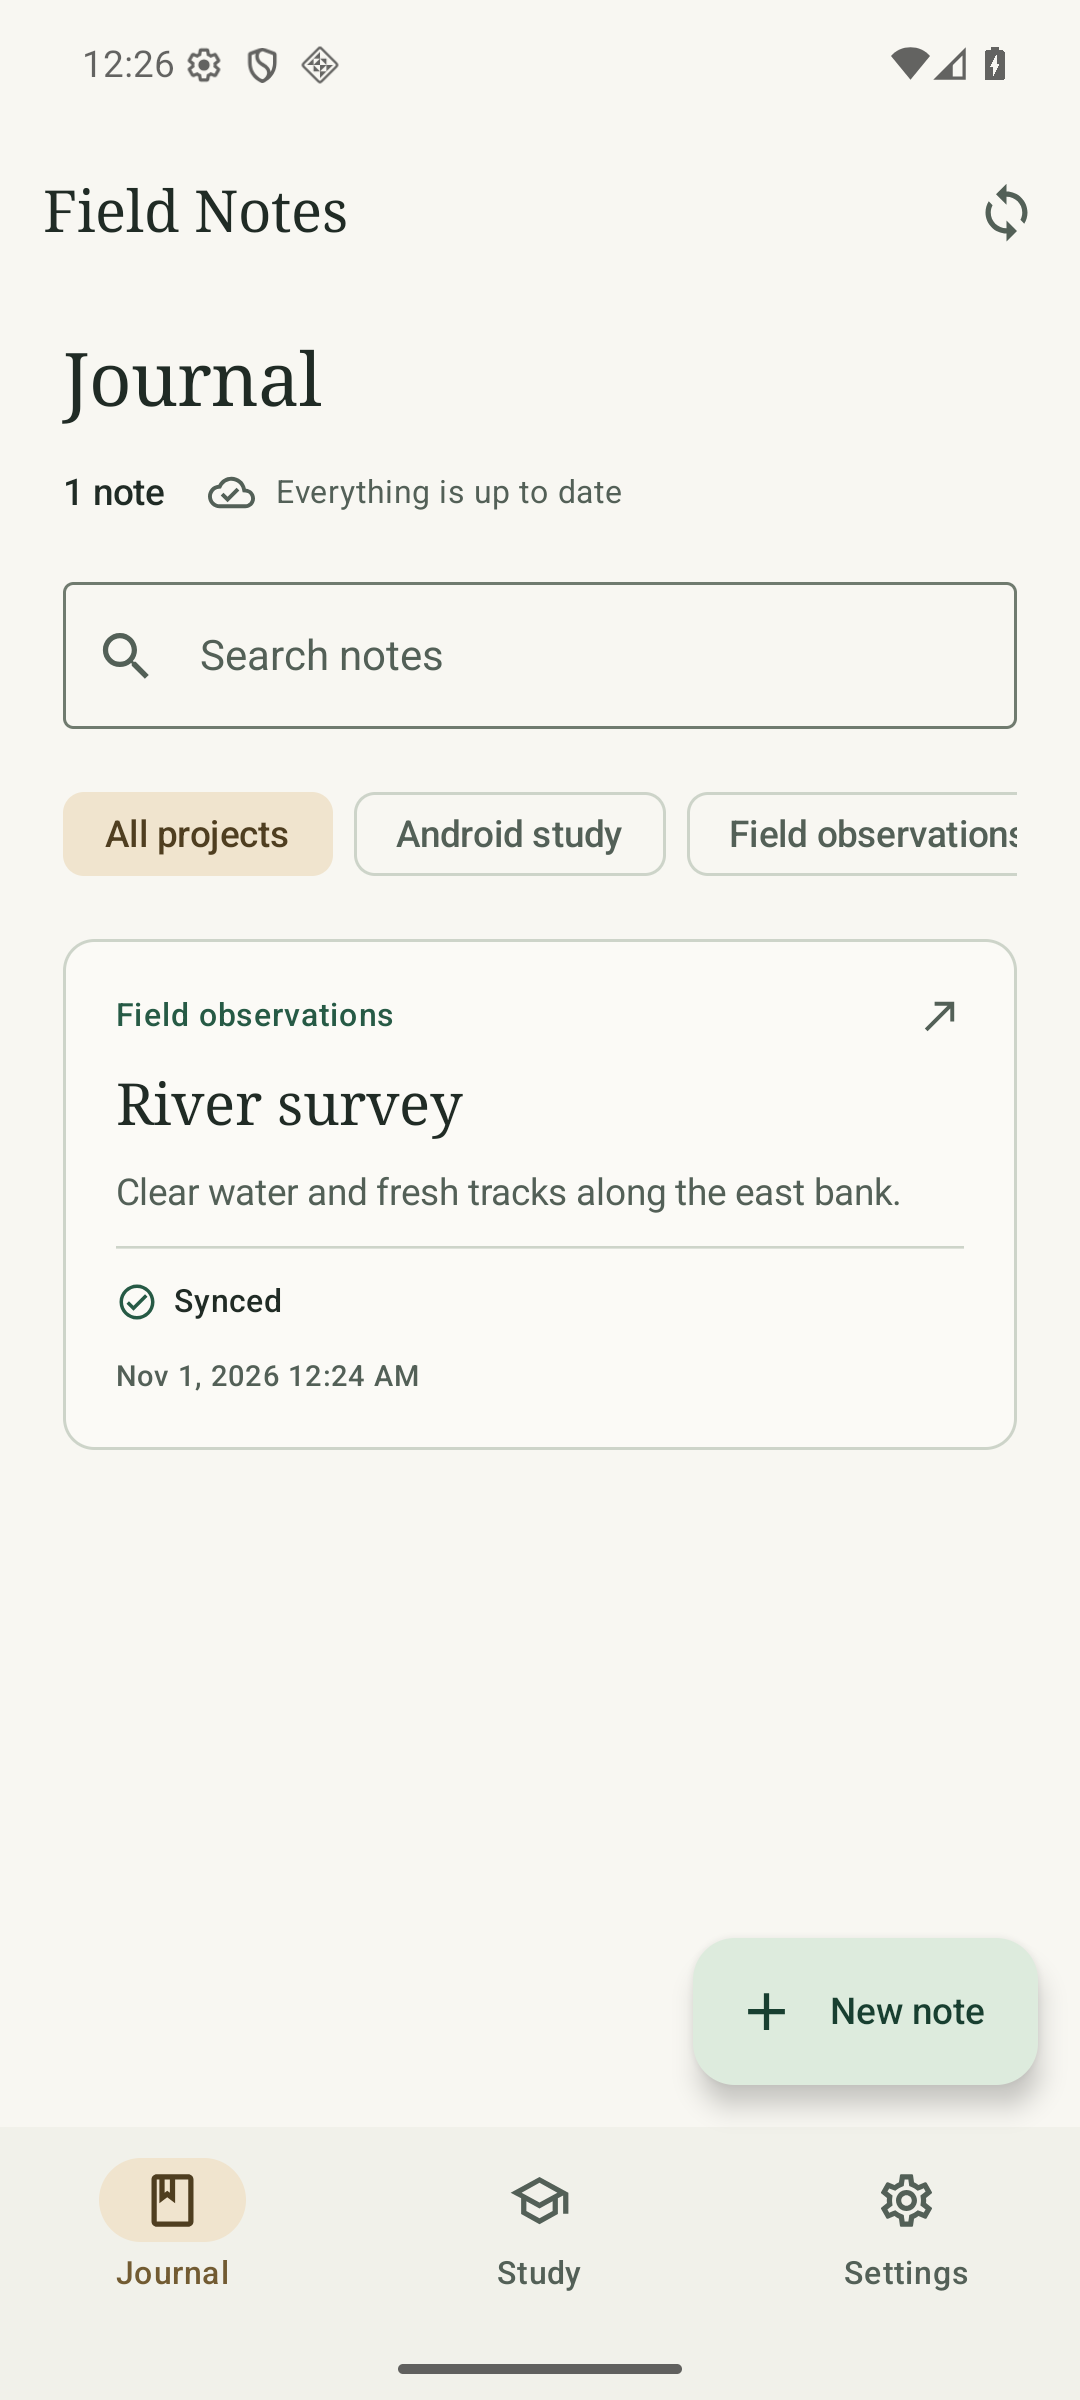 12:26
Field Notes
Journal
1 note Everything is up to date
Search notes
All projects Android study Field observations
Field observations
River survey
Clear water and fresh tracks along the east bank.
Synced
Nov 1, 2026 12:24 AM
New note
Journal Study Settings